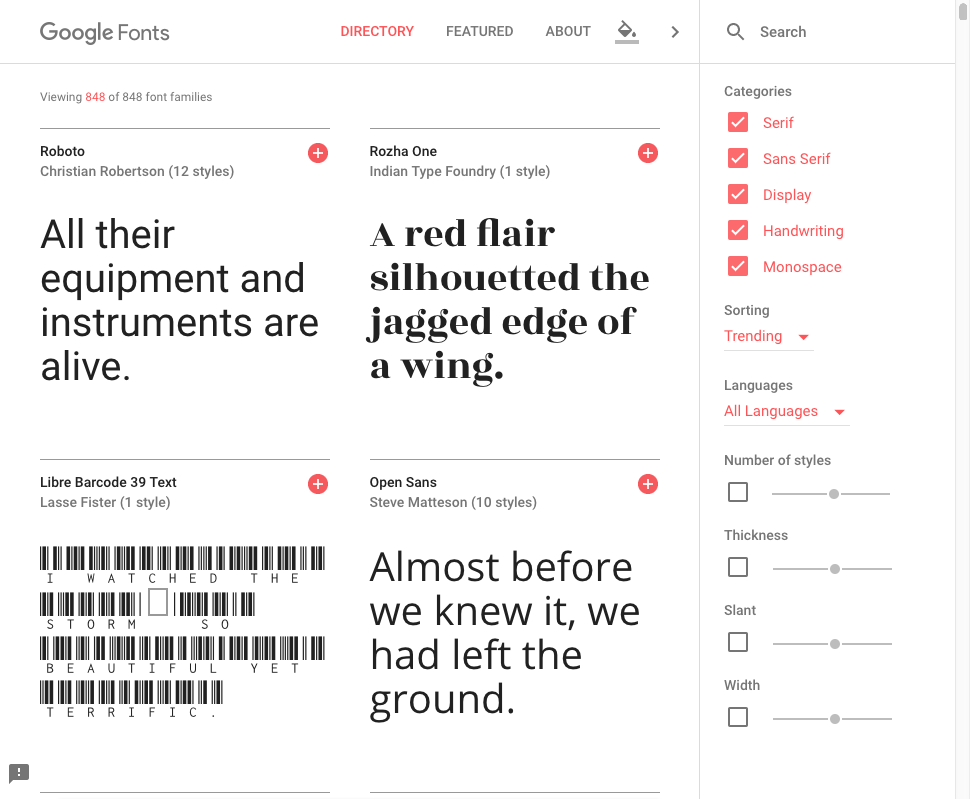 Google Fonts
DIRECTORY
FEATURED
ABOUT
Search
Viewing 848 of 848 font families
Roboto
Christian Robertson (12 styles)
All their
equipment and
instruments are
alive.
Rozha One
Indian Type Foundry (1 style)
A red flair
silhouetted the
jagged edge of
a wing.
Libre Barcode 39 Text
Lasse Fister (1 style)
I WATCHED THE
STORM SO
BEAUTIFUL YET
TERRIFIC.
Open Sans
Steve Matteson (10 styles)
Almost before
we knew it, we
had left the
ground.
Categories
Serif
Sans Serif
Display
Handwriting
Monospace
Sorting
Trending
Languages
All Languages
Number of styles
Thickness
Slant
Width